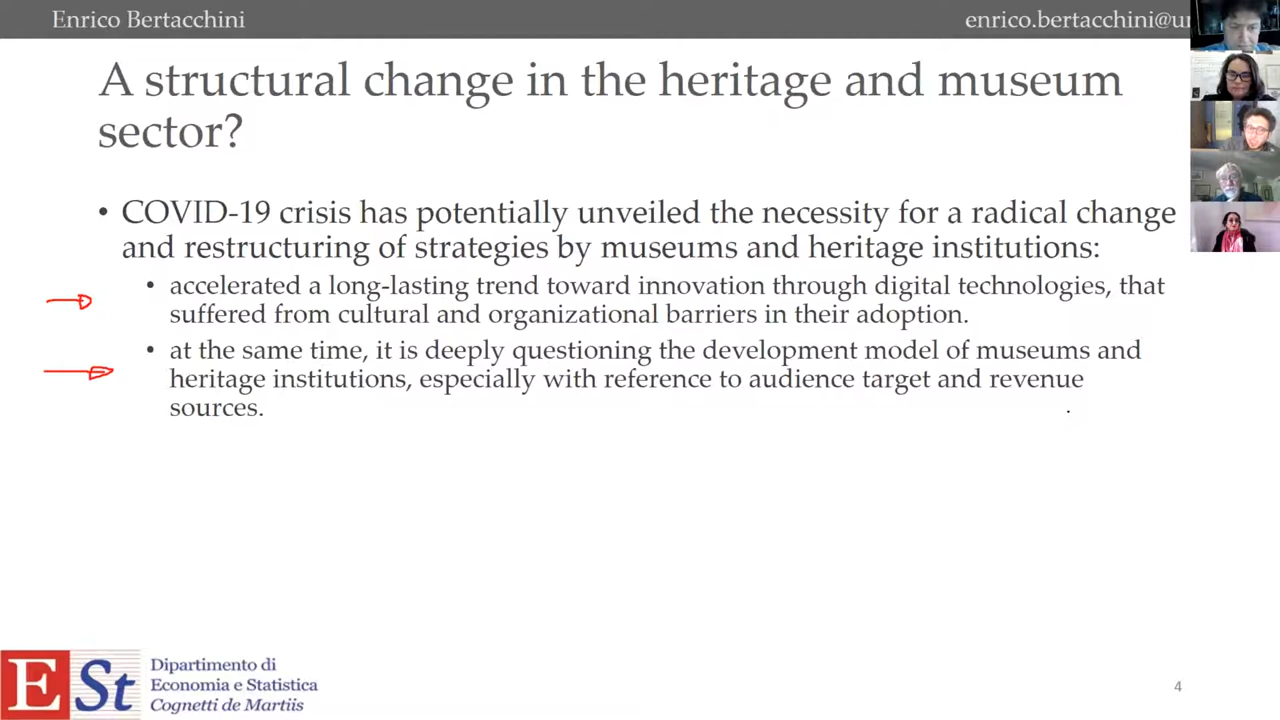 Enrico Bertacchini
enrico.bertacchini@un
A structural change in the heritage and museum
sector?
• COVID-19 crisis has potentially unveiled the necessity for a radical change
and restructuring of strategies by museums and heritage institutions:
• accelerated a long-lasting trend toward innovation through digital technologies, that
suffered from cultural and organizational barriers in their adoption.
• at the same time, it is deeply questioning the development model of museums and
heritage institutions, especially with reference to audience target and revenue
sources.
ESt
Dipartimento di
Economia e Statistica
Cognetti de Martiis
4